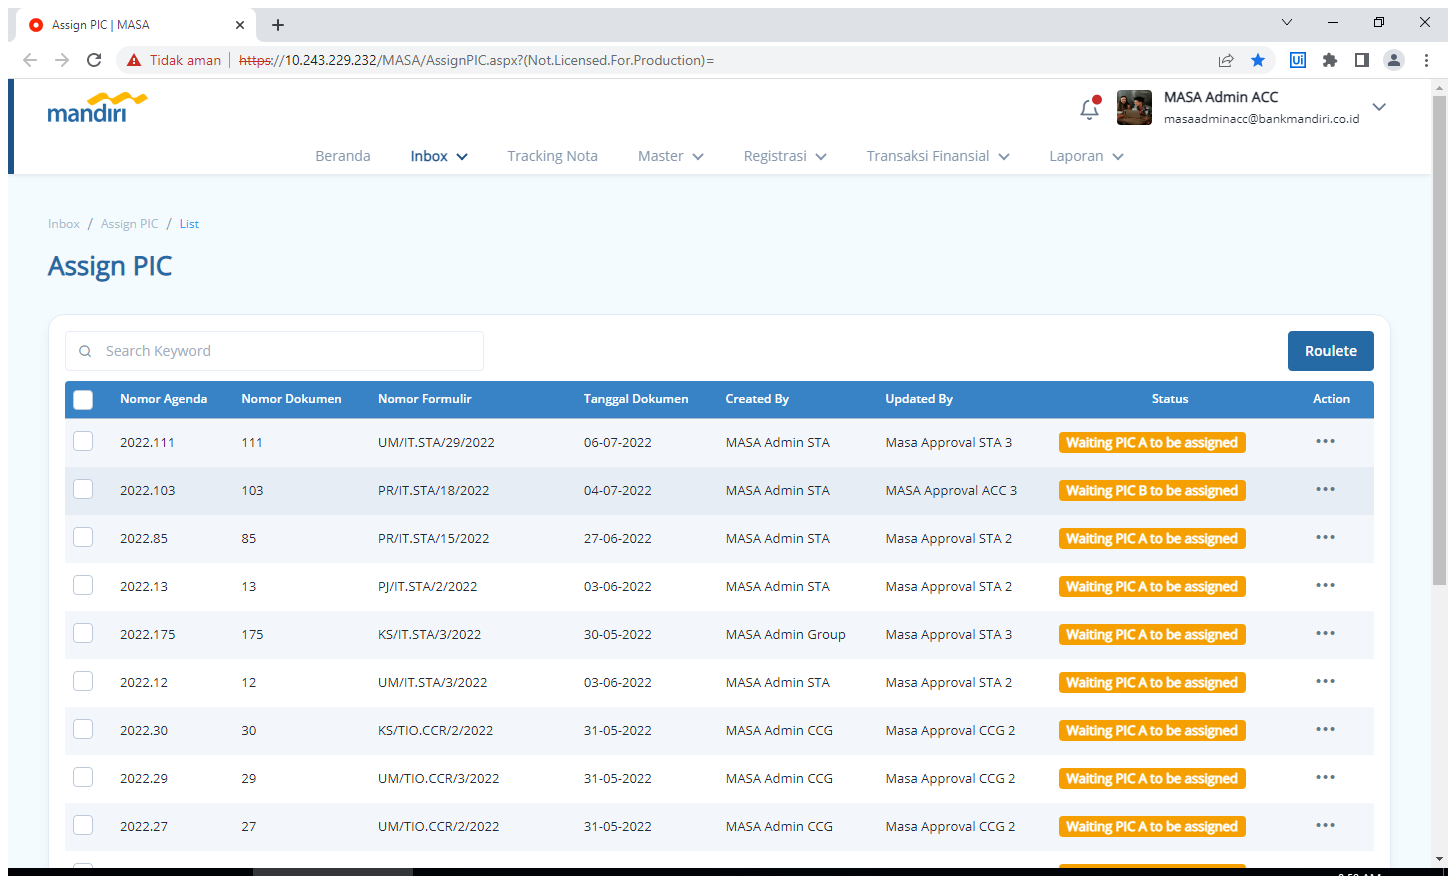 Assign PIC | MASA
Tidak aman https://10.243.229.232/MASA/AssignPIC.aspx?(Not.Licensed.For.Production)=
Ui
mandiri
MASA Admin ACC
masaadminacc@bankmandiri.co.id
Beranda Inbox Tracking Nota Master Registrasi Transaksi Finansial Laporan
Inbox / Assign PIC / List
Assign PIC
Search Keyword Roulete
Nomor Agenda Nomor Dokumen Nomor Formulir Tanggal Dokumen Created By Updated By Status Action
2022.111 111 UM/IT.STA/29/2022 06-07-2022 MASA Admin STA Masa Approval STA 3 Waiting PIC A to be assigned
2022.103 103 PR/IT.STA/18/2022 04-07-2022 MASA Admin STA MASA Approval ACC 3 Waiting PIC B to be assigned
2022.85 85 PR/IT.STA/15/2022 27-06-2022 MASA Admin STA Masa Approval STA 2 Waiting PIC A to be assigned
2022.13 13 PJ/IT.STA/2/2022 03-06-2022 MASA Admin STA Masa Approval STA 2 Waiting PIC A to be assigned
2022.175 175 KS/IT.STA/3/2022 30-05-2022 MASA Admin Group Masa Approval STA 3 Waiting PIC A to be assigned
2022.12 12 UM/IT.STA/3/2022 03-06-2022 MASA Admin STA Masa Approval STA 2 Waiting PIC A to be assigned
2022.30 30 KS/TIO.CCR/2/2022 31-05-2022 MASA Admin CCG Masa Approval CCG 2 Waiting PIC A to be assigned
2022.29 29 UM/TIO.CCR/3/2022 31-05-2022 MASA Admin CCG Masa Approval CCG 2 Waiting PIC A to be assigned
2022.27 27 UM/TIO.CCR/2/2022 31-05-2022 MASA Admin CCG Masa Approval CCG 2 Waiting PIC A to be assigned